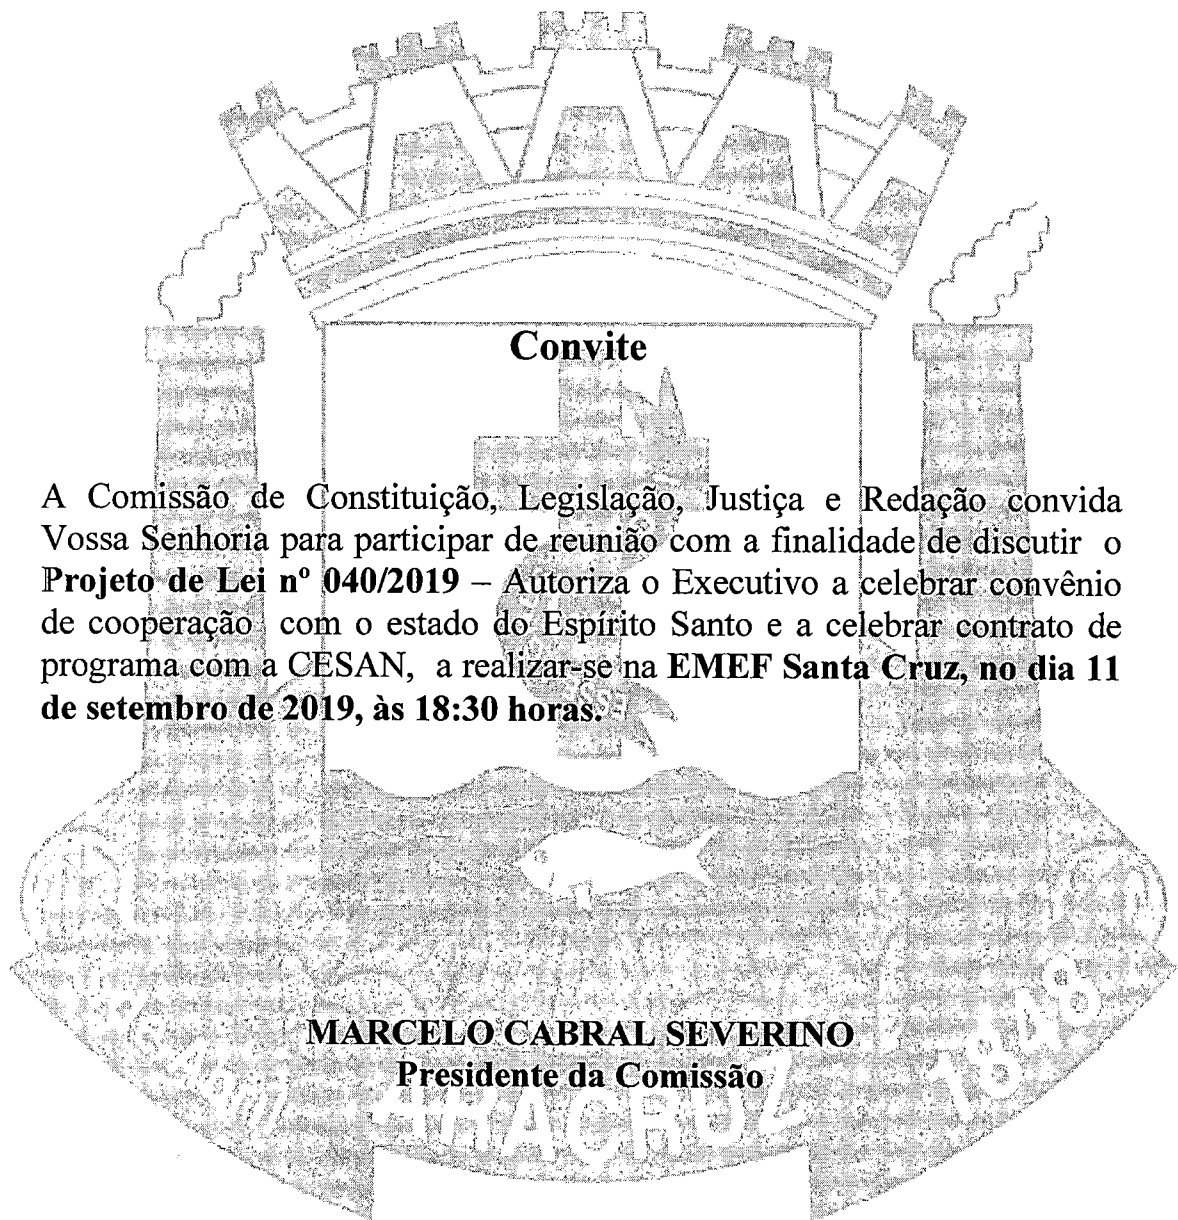 Convite
A Comissão de Constituição, Legislação, Justiça e Redação convida
Vossa Senhoria para participar de reunião com a finalidade de discutir o
Projeto de Lei nº 040/2019 – Autoriza o Executivo a celebrar convênio
de cooperação com o estado do Espírito Santo e a celebrar contrato de
programa com a CESAN, a realizar-se na EMEF Santa Cruz, no dia 11
de setembro de 2019, às 18:30 horas.
MARCELO CABRAL SEVERINO
Presidente da Comissão
ARACRUZ
1848